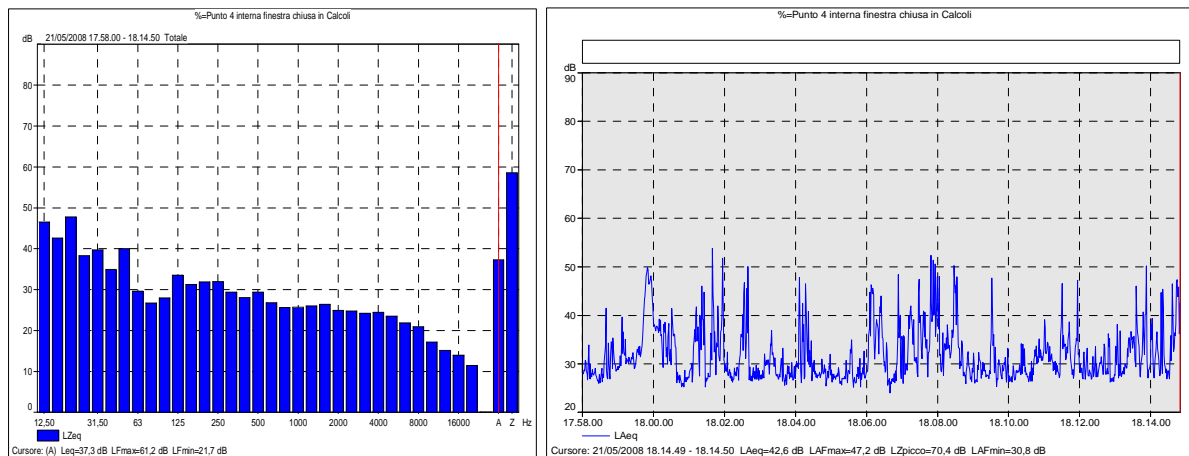 %=Punto 4 interna finestra chiusa in Calcoli
dB 21/05/2008 17.58.00 - 18.14.50 Totale
80
70
60
50
40
30
20
10
0
12,50 31,50 63 125 250 500 1000 2000 4000 8000 16000 A Z Hz
LZeq
Cursore: (A) Leq=37,3 dB LFmax=61,2 dB LFmin=21,7 dB
%=Punto 4 interna finestra chiusa in Calcoli
dB
90
80
70
60
50
40
30
20
17.58.00 18.00.00 18.02.00 18.04.00 18.06.00 18.08.00 18.10.00 18.12.00 18.14.00
LAeq
Cursore: 21/05/2008 18.14.49 - 18.14.50 LAeq=42,6 dB LAFmax=47,2 dB LZpicco=70,4 dB LAFmin=30,8 dB